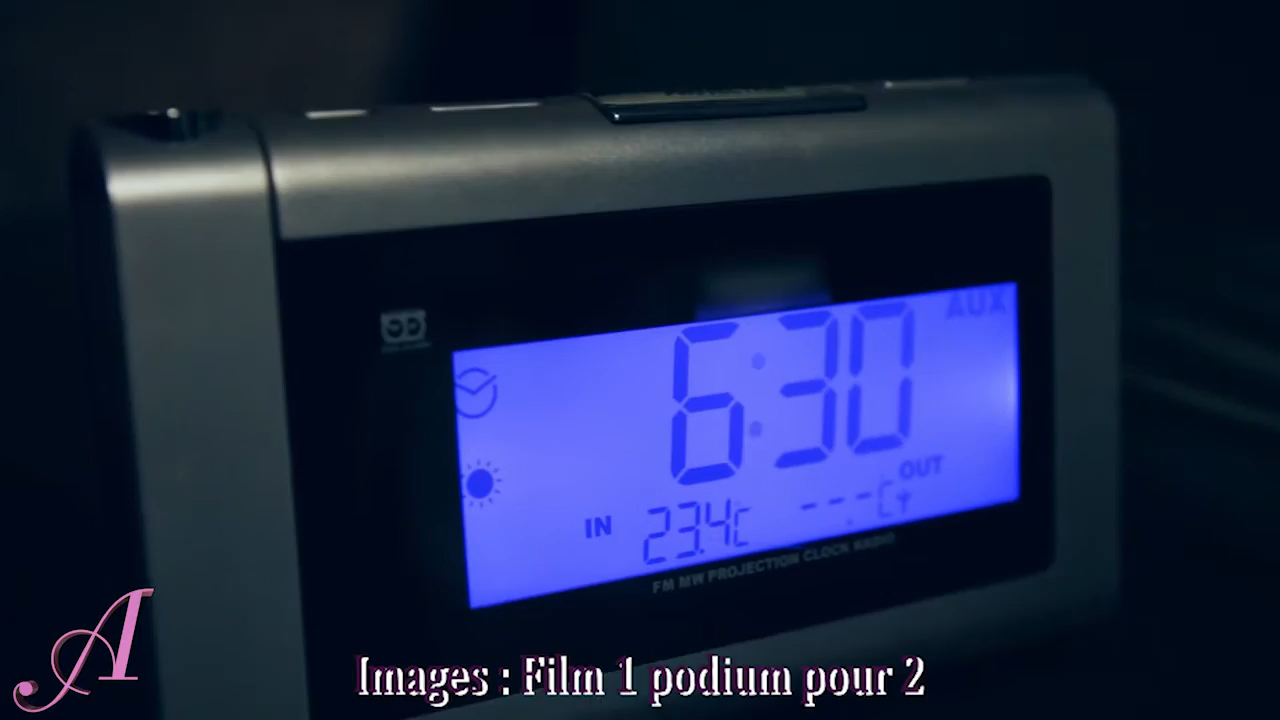 AUX
6:30
OUT
IN 23.4C ---.-C
FM MW PROJECTION CLOCK RADIO
A
Images : Film 1 podium pour 2